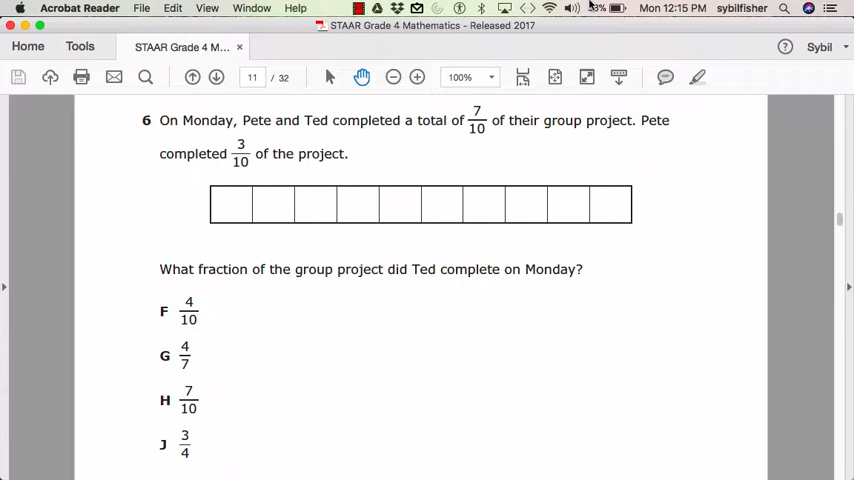 Acrobat Reader File Edit View Window Help Mon 12:15 PM sybilfisher
STAAR Grade 4 Mathematics - Released 2017
Home Tools STAAR Grade 4 M... × ? Sybil
11 / 32 100%
6 On Monday, Pete and Ted completed a total of 7/10 of their group project. Pete
completed 3/10 of the project.
What fraction of the group project did Ted complete on Monday?
F 4/10
G 4/7
H 7/10
J 3/4